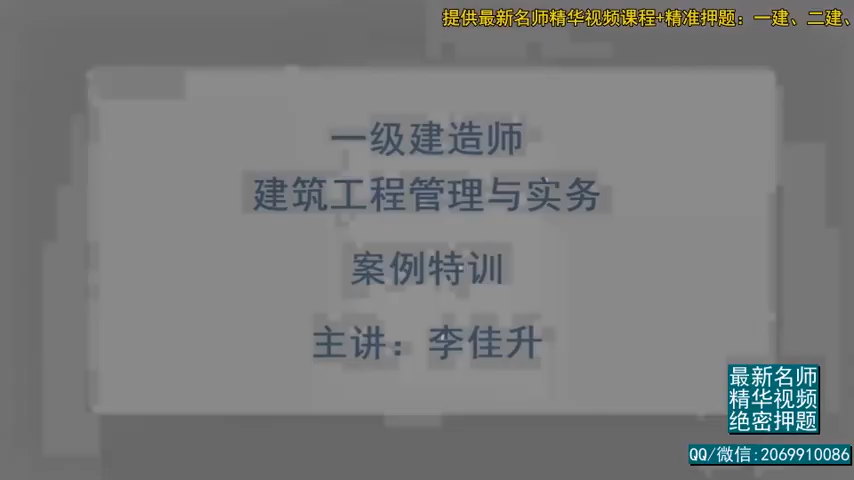 提供最新名师精华视频课程+精准押题：一建、二建、
一级建造师
建筑工程管理与实务
案例特训
主讲：李佳升
最新名师
精华视频
绝密押题
QQ/微信:2069910086